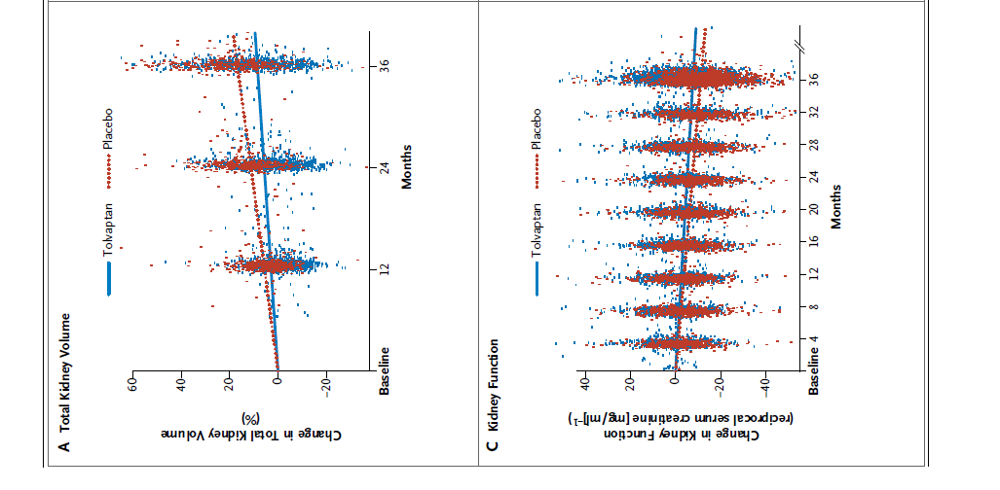 A Total Kidney Volume
Tolvaptan Placebo
Change in Total Kidney Volume
(%)
60
40
20
0
−20
Baseline
12
24
36
Months
C Kidney Function
Tolvaptan Placebo
Change in Kidney Function
(reciprocal serum creatinine [mg/ml]−1)
40
20
0
−20
−40
Baseline
4
8
12
16
20
24
28
32
36
Months